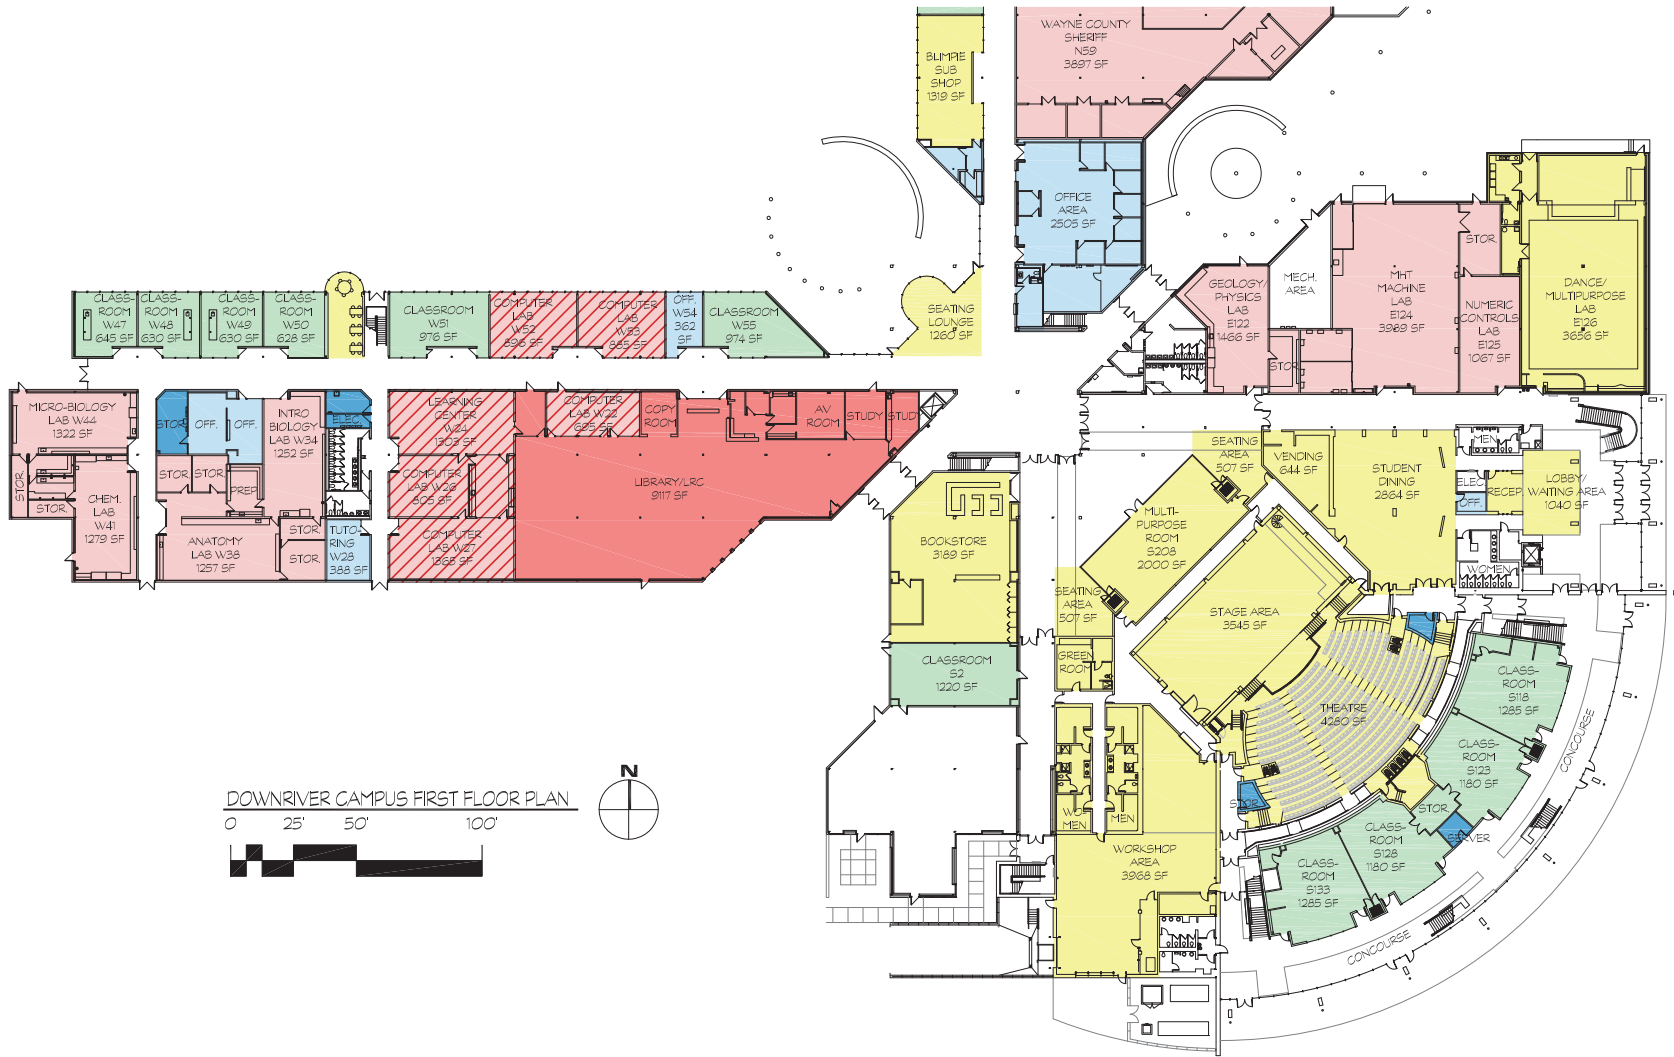 WAYNE COUNTY
SHERIFF
N59
3897 SF
BLIMPIE
SUB
SHOP
1319 SF
OFFICE
AREA
2505 SF
SEATING
LOUNGE
1260 SF
GEOLOGY/
PHYSICS
LAB
E122
1466 SF
MECH.
AREA
STOR.
MHT
MACHINE
LAB
E124
3989 SF
STOR.
NUMERIC
CONTROLS
LAB
E125
1067 SF
DANCE/
MULTIPURPOSE
LAB
E126
3656 SF
CLASS-
ROOM
W47
645 SF
CLASS-
ROOM
W48
630 SF
CLASS-
ROOM
W49
630 SF
CLASS-
ROOM
W50
628 SF
CLASSROOM
W51
976 SF
COMPUTER
LAB
W52
896 SF
COMPUTER
LAB
W53
885 SF
OFF.
W54
362
SF
CLASSROOM
W55
974 SF
MICRO-BIOLOGY
LAB W44
1322 SF
STOR.
STOR.
CHEM.
LAB
W41
1279 SF
STOR.
OFF.
OFF.
STOR.
STOR.
PREP
INTRO
BIOLOGY
LAB W34
1252 SF
ELEC.
ANATOMY
LAB W38
1257 SF
STOR.
STOR.
TUTO-
RING
W28
388 SF
LEARNING
CENTER
W24
1303 SF
COMPUTER
LAB W26
805 SF
COMPUTER
LAB W27
1365 SF
COMPUTER
LAB W22
695 SF
COPY
ROOM
AV
ROOM
STUDY
STUDY
LIBRARY/LRC
9117 SF
BOOKSTORE
3189 SF
CLASSROOM
S2
1220 SF
SEATING
AREA
507 SF
VENDING
644 SF
STUDENT
DINING
2864 SF
MEN
ELEC.
OFF.
RECEP.
LOBBY/
WAITING AREA
1040 SF
WOMEN
MULTI-
PURPOSE
ROOM
S208
2000 SF
SEATING
AREA
507 SF
STAGE AREA
3545 SF
GREEN
ROOM
THEATRE
4280 SF
STOR.
WO-
MEN
MEN
WORKSHOP
AREA
3968 SF
CLASS-
ROOM
S118
1285 SF
CLASS-
ROOM
S123
1180 SF
STOR.
SERVER
CLASS-
ROOM
S128
1180 SF
CLASS-
ROOM
S133
1285 SF
CONCOURSE
CONCOURSE
DOWNRIVER CAMPUS FIRST FLOOR PLAN
0 25' 50' 100'
N